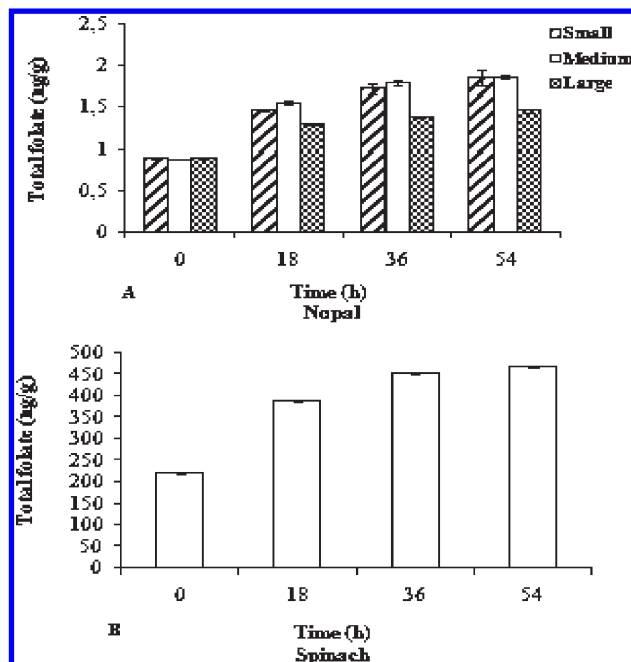 Small
Medium
Large
Total folate (ng/g)
2,5
2
1,5
1
0,5
0
0 18 36 54
A
Time (h)
Nopal
Total folate (ng/g)
500
450
400
350
300
250
200
150
100
50
0
0 18 36 54
B
Time (h)
Spinach